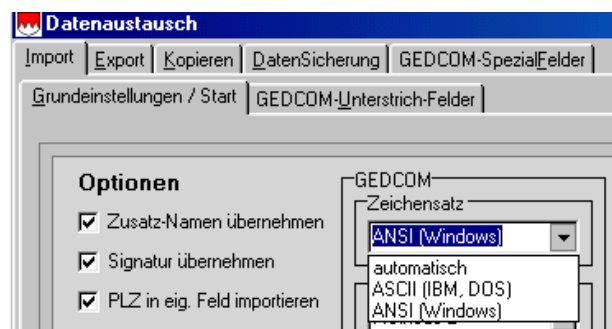 Datenaustausch
Import Export Kopieren DatenSicherung GEDCOM-SpezialFelder
Grundeinstellungen / Start GEDCOM-Unterstrich-Felder
Optionen
Zusatz-Namen übernehmen
Signatur übernehmen
PLZ in eig. Feld importieren
GEDCOM
Zeichensatz
ANSI (Windows)
automatisch
ASCII (IBM, DOS)
ANSI (Windows)